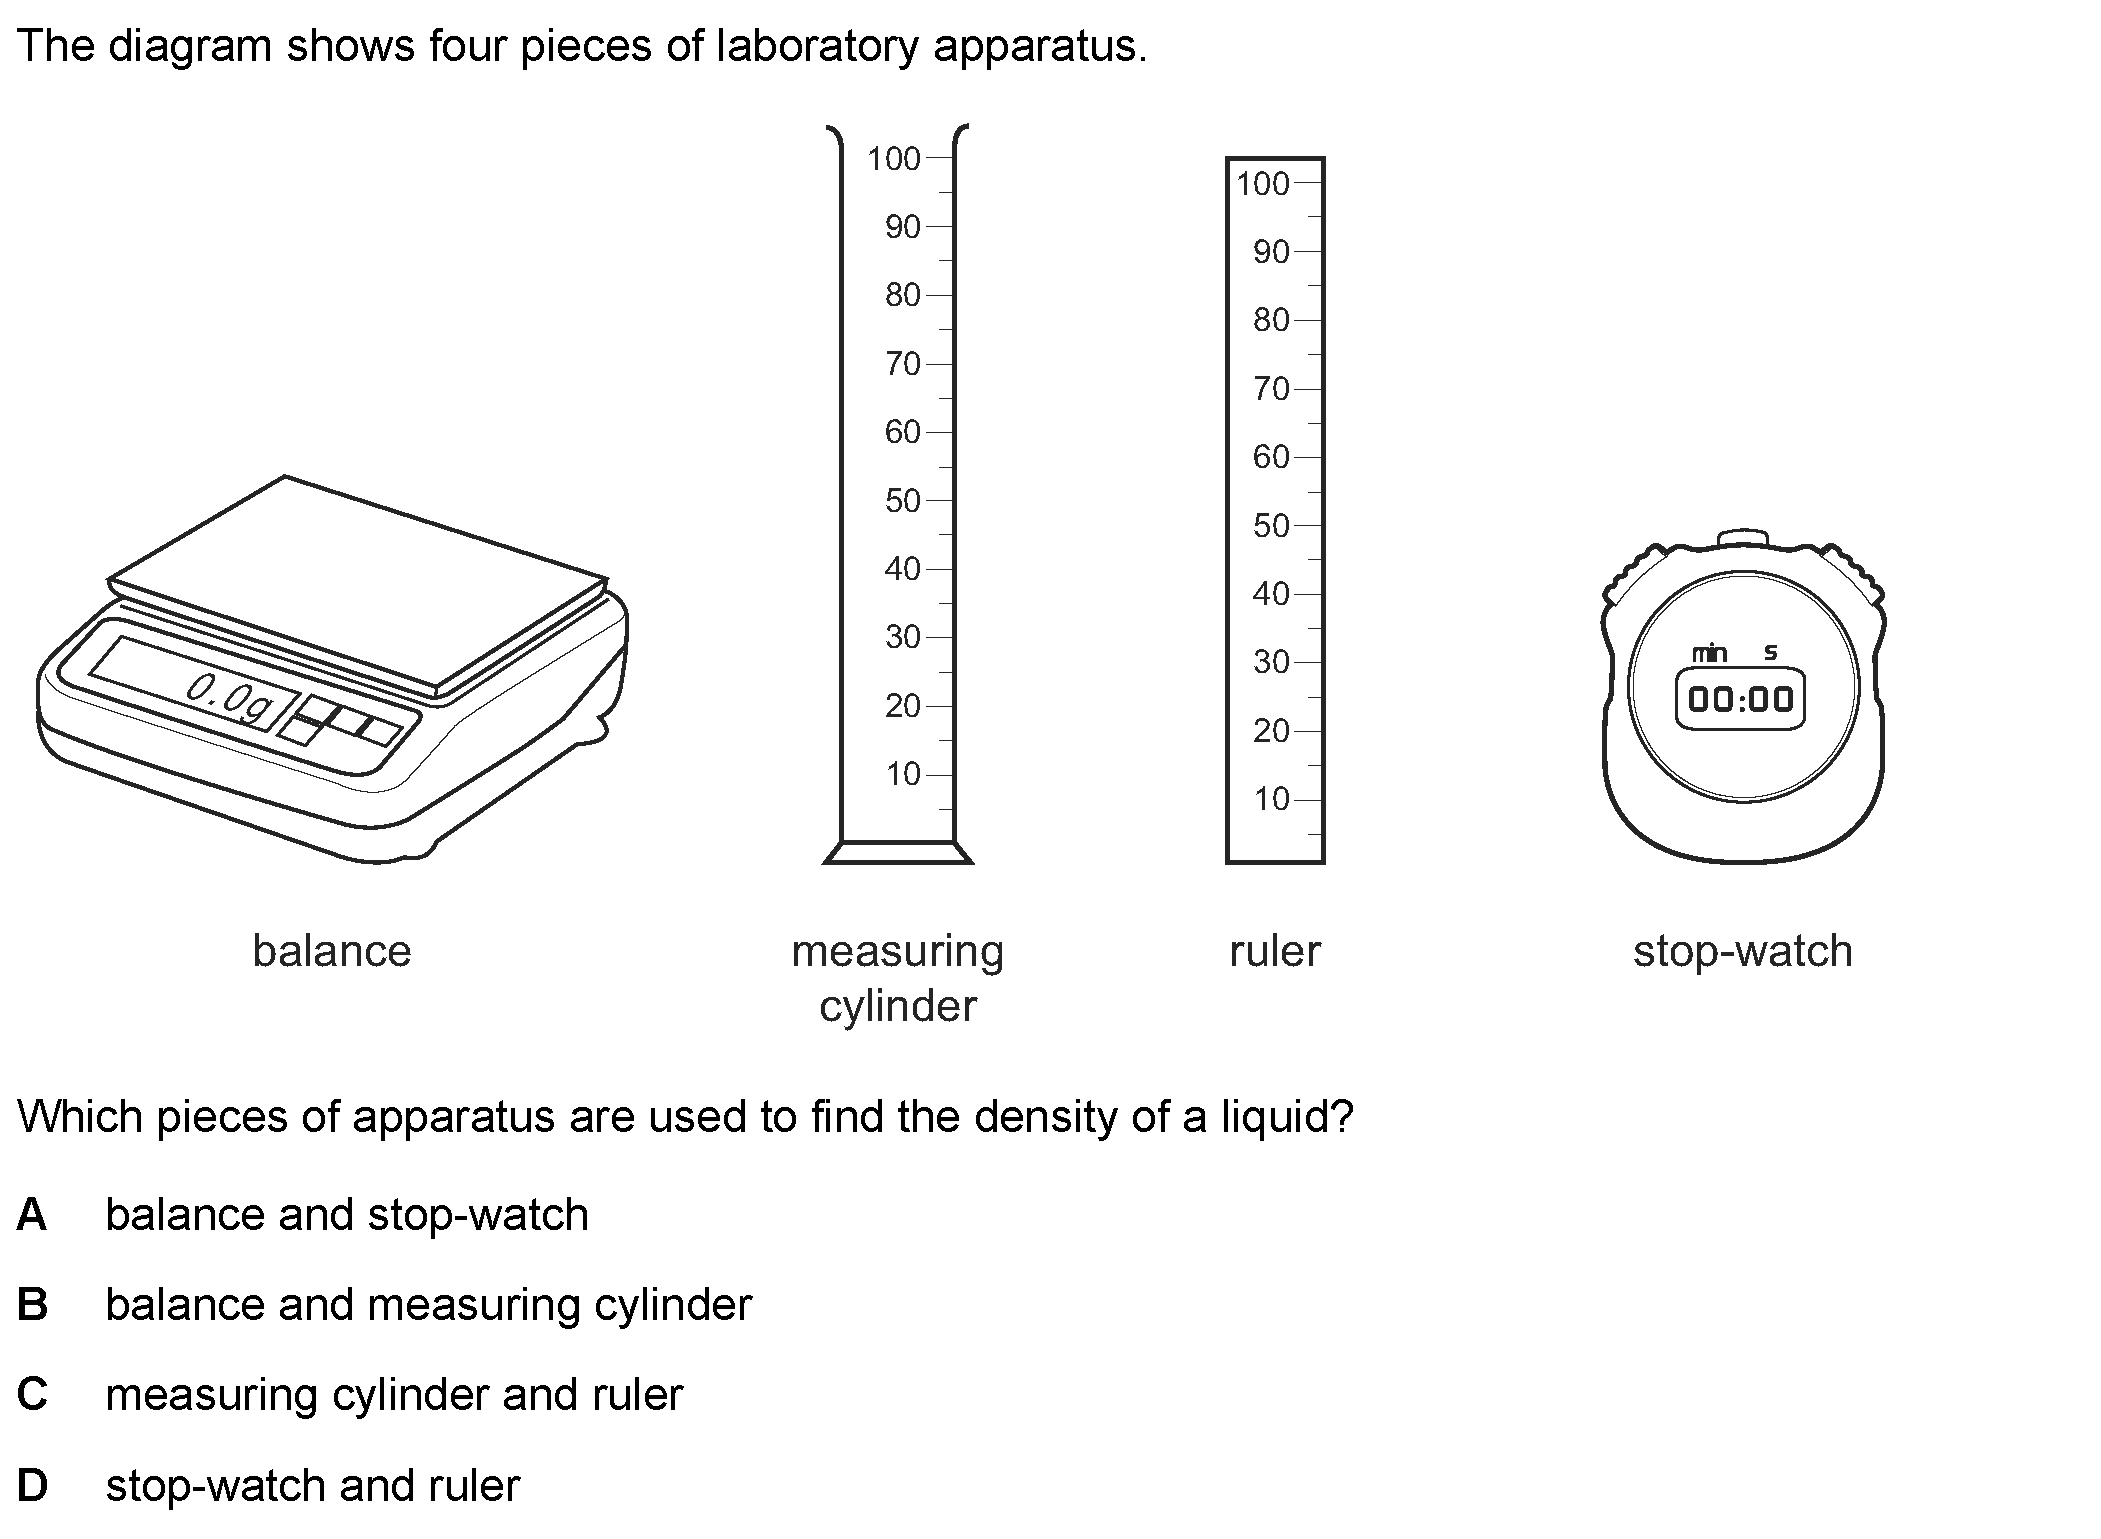 The diagram shows four pieces of laboratory apparatus.
0.0g
100
90
80
70
60
50
40
30
20
10
100
90
80
70
60
50
40
30
20
10
min s
00:00
balance
measuring
cylinder
ruler
stop-watch
Which pieces of apparatus are used to find the density of a liquid?
A balance and stop-watch
B balance and measuring cylinder
C measuring cylinder and ruler
D stop-watch and ruler